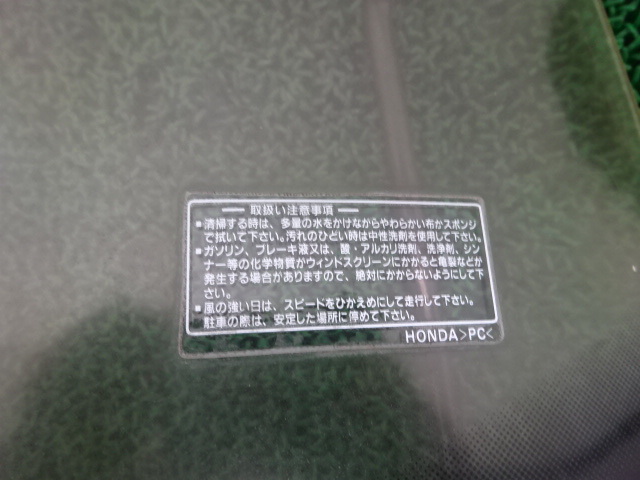 取扱い注意事項
■清掃する時は、多量の水をかけながらやわらかい布かスポンジ
で拭いて下さい。汚れのひどい時は中性洗剤を使用して下さい。
■ガソリン、ブレーキ液又は、酸・アルカリ洗剤、洗浄剤、シン
ナー等の化学物質がウィンドスクリーンにかかると亀裂などが
発生する場合がありますので、絶対にかからないようにして下
さい。
■風の強い日は、スピードをひかえめにして走行して下さい。
駐車の際は、安定した場所に停めて下さい。
HONDA >PC<